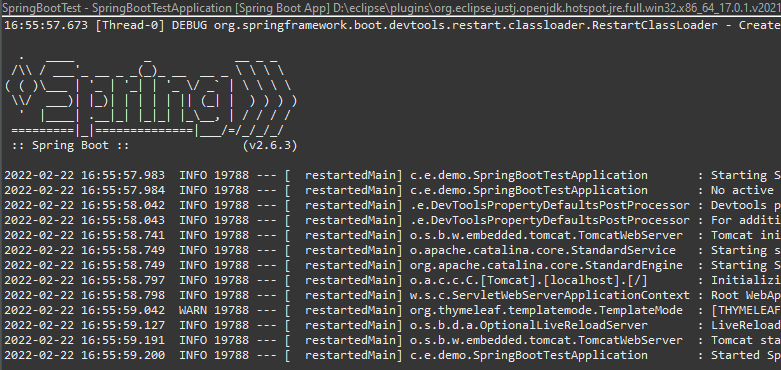 SpringBootTest - SpringBootTestApplication [Spring Boot App] D:\eclipse\plugins\org.eclipse.justj.openjdk.hotspot.jre.full.win32.x86_64_17.0.1.v2021
16:55:57.673 [Thread-0] DEBUG org.springframework.boot.devtools.restart.classloader.RestartClassLoader - Create
  .   ____          _            __ _ _
 /\\ / ___'_ __ _ _(_)_ __  __ _ \ \ \ \
( ( )\___ | '_ | '_| | '_ \/ _` | \ \ \ \
 \\/  ___)| |_)| | | | | || (_| |  ) ) ) )
  '  |____| .__|_| |_|_| |_\__, | / / / /
 =========|_|==============|___/=/_/_/_/
 :: Spring Boot ::                (v2.6.3)
2022-02-22 16:55:57.983  INFO 19788 --- [  restartedMain] c.e.demo.SpringBootTestApplication       : Starting S
2022-02-22 16:55:57.984  INFO 19788 --- [  restartedMain] c.e.demo.SpringBootTestApplication       : No active
2022-02-22 16:55:58.042  INFO 19788 --- [  restartedMain] .e.DevToolsPropertyDefaultsPostProcessor : Devtools p
2022-02-22 16:55:58.043  INFO 19788 --- [  restartedMain] .e.DevToolsPropertyDefaultsPostProcessor : For additi
2022-02-22 16:55:58.741  INFO 19788 --- [  restartedMain] o.s.b.w.embedded.tomcat.TomcatWebServer  : Tomcat ini
2022-02-22 16:55:58.749  INFO 19788 --- [  restartedMain] o.apache.catalina.core.StandardService   : Starting s
2022-02-22 16:55:58.749  INFO 19788 --- [  restartedMain] org.apache.catalina.core.StandardEngine  : Starting S
2022-02-22 16:55:58.797  INFO 19788 --- [  restartedMain] o.a.c.c.C.[Tomcat].[localhost].[/]       : Initializi
2022-02-22 16:55:58.798  INFO 19788 --- [  restartedMain] w.s.c.ServletWebServerApplicationContext : Root WebAp
2022-02-22 16:55:59.042  WARN 19788 --- [  restartedMain] org.thymeleaf.templatemode.TemplateMode  : [THYMELEAF
2022-02-22 16:55:59.127  INFO 19788 --- [  restartedMain] o.s.b.d.a.OptionalLiveReloadServer       : LiveReload
2022-02-22 16:55:59.191  INFO 19788 --- [  restartedMain] o.s.b.w.embedded.tomcat.TomcatWebServer  : Tomcat sta
2022-02-22 16:55:59.200  INFO 19788 --- [  restartedMain] c.e.demo.SpringBootTestApplication       : Started Sp